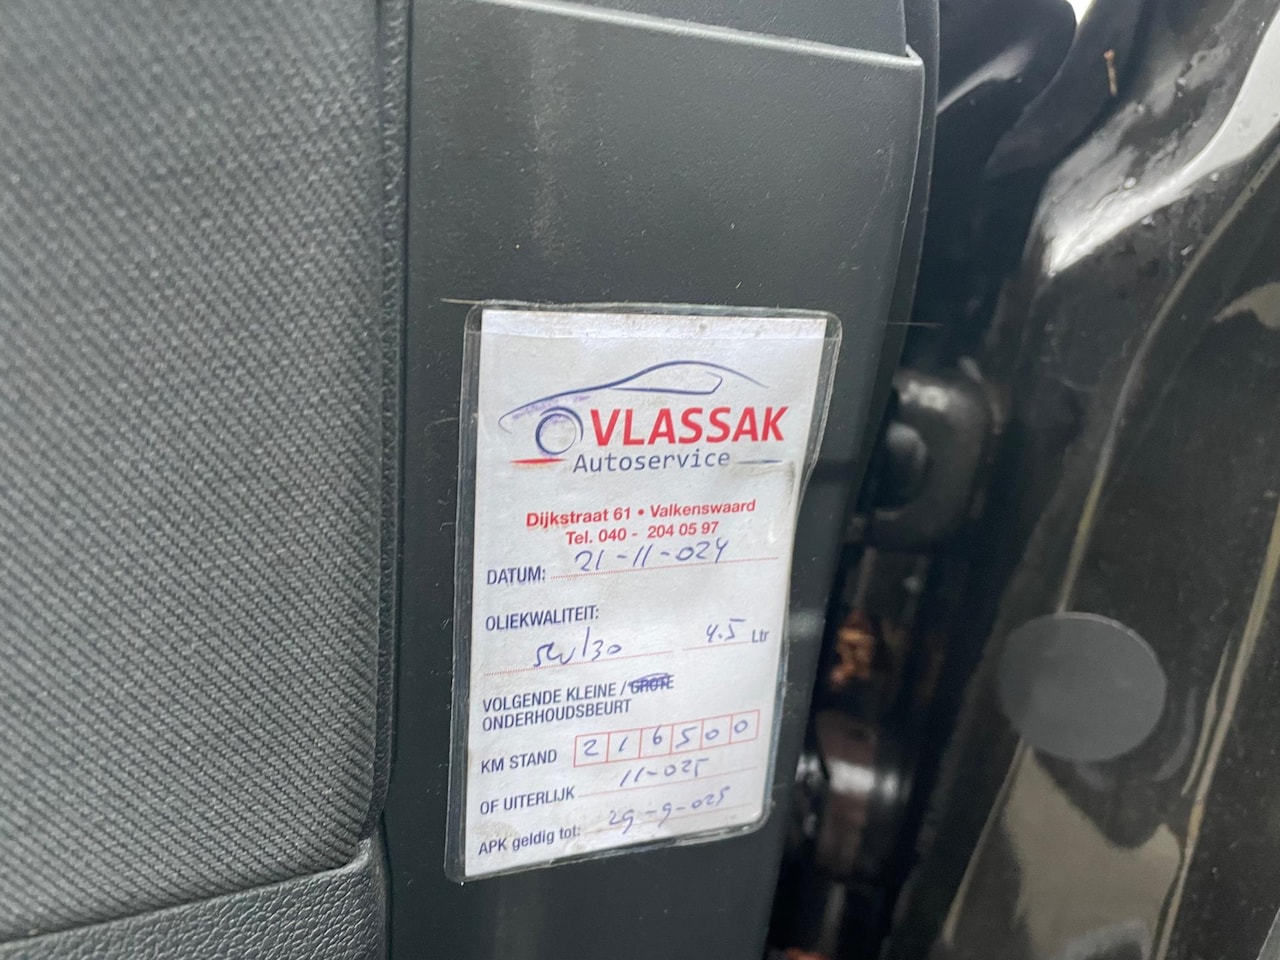 VLASSAK
Autoservice
Dijkstraat 61 • Valkenswaard
Tel. 040 - 204 05 97
DATUM: 21-11-024
OLIEKWALITEIT:
5W/30 4.5 Ltr
VOLGENDE KLEINE / GROTE
ONDERHOUDSBEURT
KM STAND 216500
OF UITERLIJK 11-025
APK geldig tot: 29-9-025